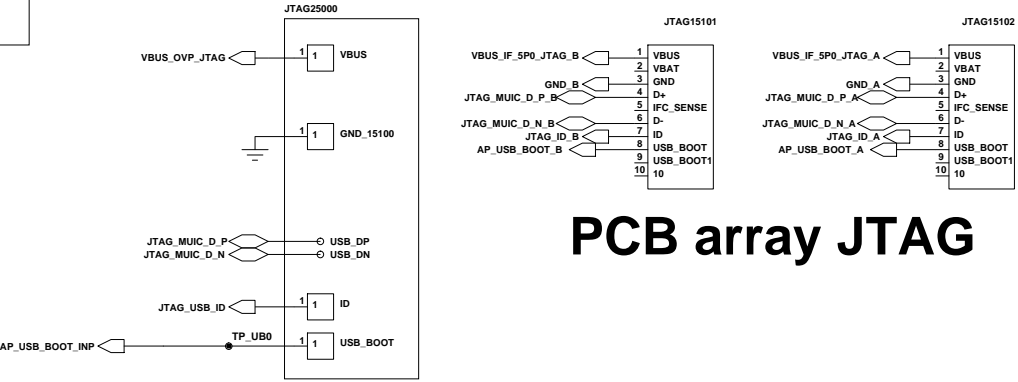 JTAG25000
VBUS_OVP_JTAG 1 1 VBUS
1 1 GND_15100
JTAG_MUIC_D_P USB_DP
JTAG_MUIC_D_N USB_DN
JTAG_USB_ID 1 1 ID
AP_USB_BOOT_INP TP_UB0 1 1 USB_BOOT
JTAG15101
VBUS_IF_5P0_JTAG_B 1 VBUS
2 VBAT
GND_B 3 GND
JTAG_MUIC_D_P_B 4 D+
5 IFC_SENSE
JTAG_MUIC_D_N_B 6 D-
JTAG_ID_B 7 ID
AP_USB_BOOT_B 8 USB_BOOT
9 USB_BOOT1
10 10
JTAG15102
VBUS_IF_5P0_JTAG_A 1 VBUS
2 VBAT
GND_A 3 GND
JTAG_MUIC_D_P_A 4 D+
5 IFC_SENSE
JTAG_MUIC_D_N_A 6 D-
JTAG_ID_A 7 ID
AP_USB_BOOT_A 8 USB_BOOT
9 USB_BOOT1
10 10
PCB array JTAG